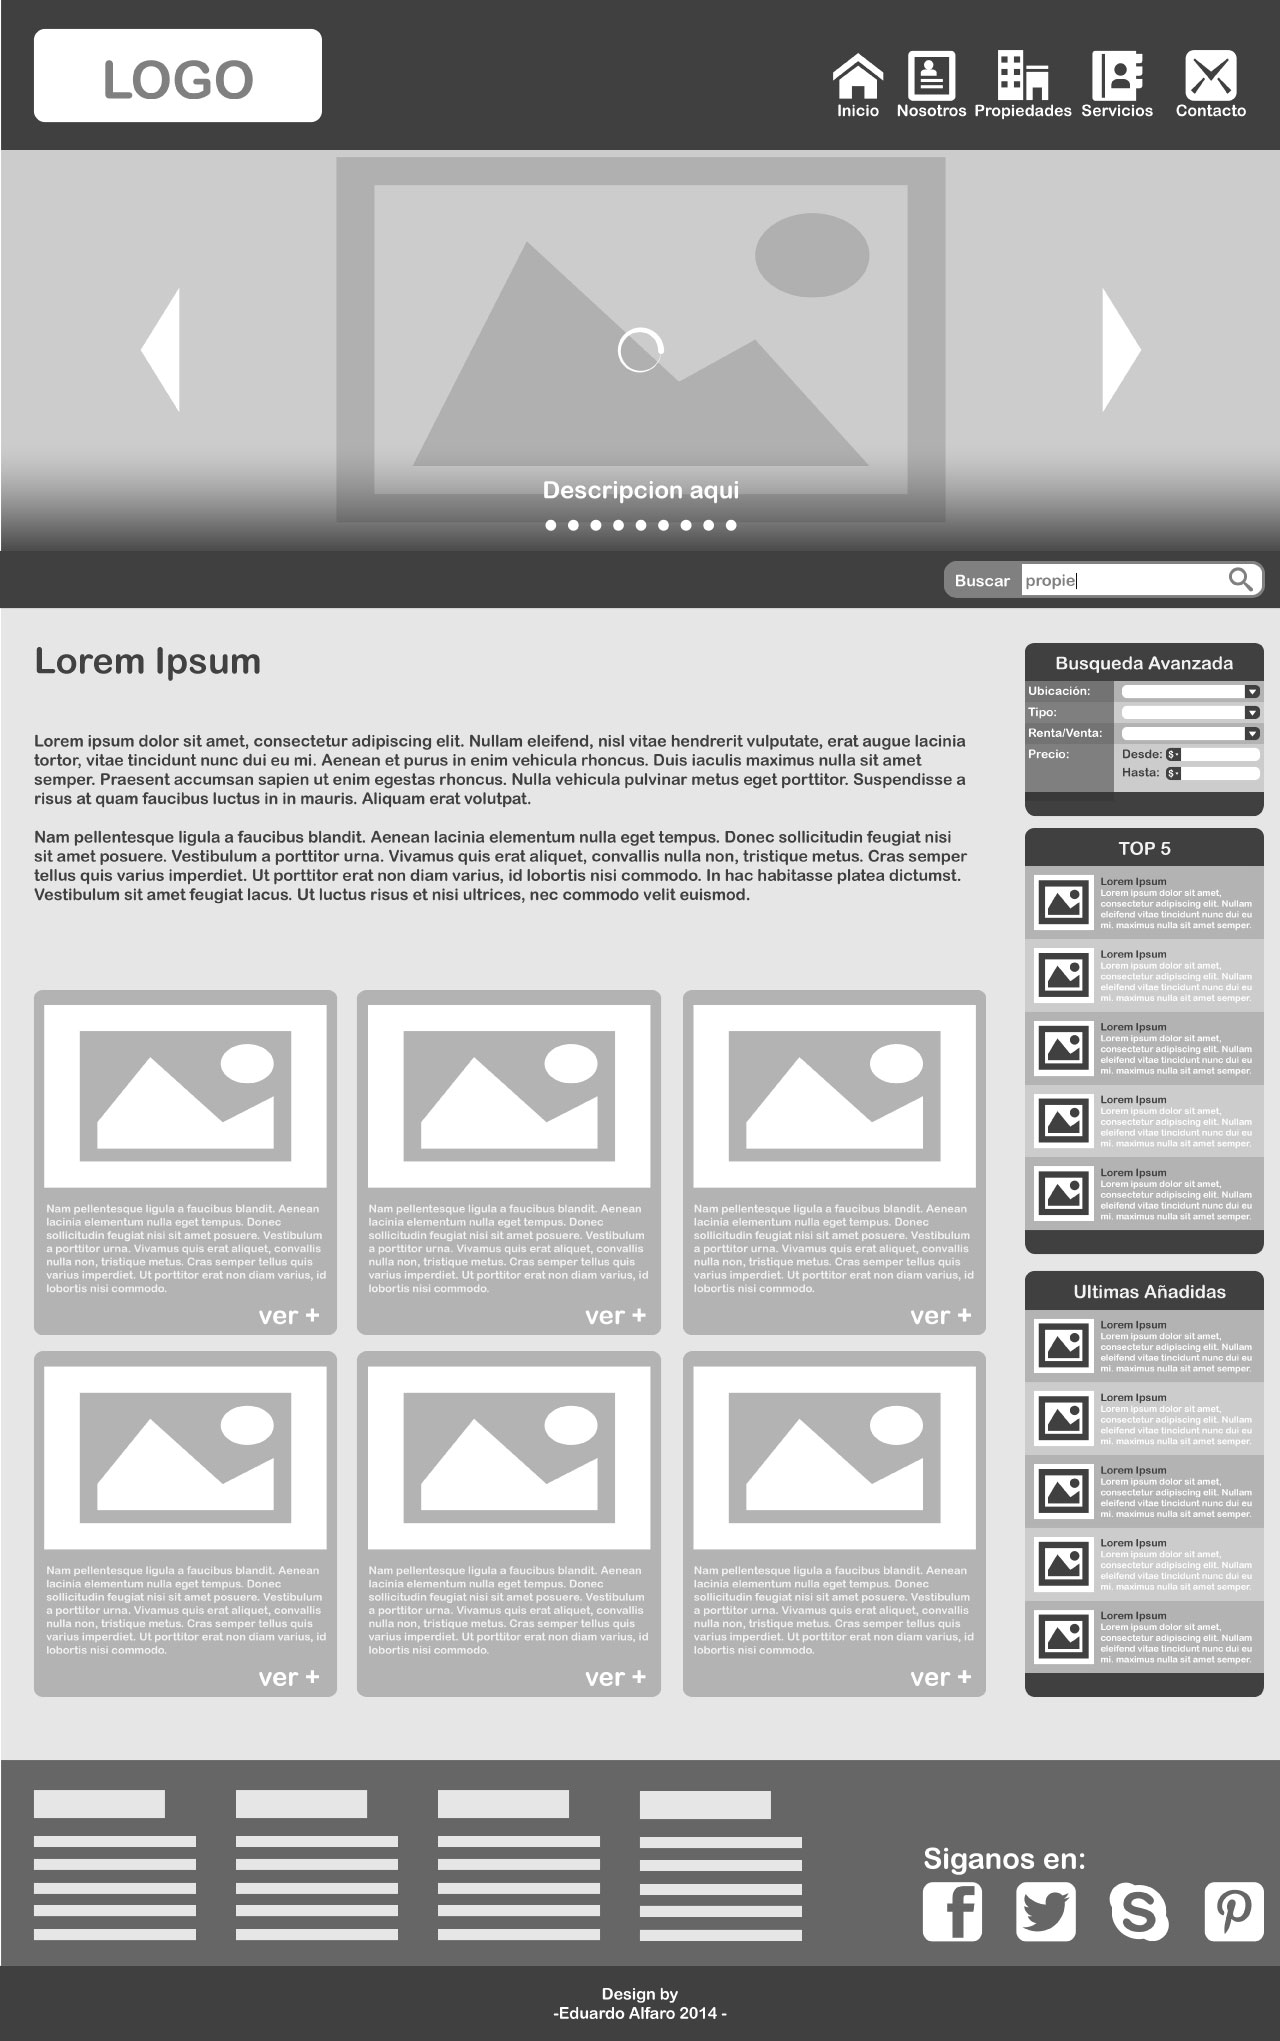 LOGO
Inicio
Nosotros
Propiedades
Servicios
Contacto
Descripcion aqui
Buscar
propie
Lorem Ipsum
Lorem ipsum dolor sit amet, consectetur adipiscing elit. Nullam eleifend, nisl vitae hendrerit vulputate, erat augue lacinia
tortor, vitae tincidunt nunc dui eu mi. Aenean et purus in enim vehicula rhoncus. Duis iaculis maximus nulla sit amet
semper. Praesent accumsan sapien ut enim egestas rhoncus. Nulla vehicula pulvinar metus eget porttitor. Suspendisse a
risus at quam faucibus luctus in in mauris. Aliquam erat volutpat.
Nam pellentesque ligula a faucibus blandit. Aenean lacinia elementum nulla eget tempus. Donec sollicitudin feugiat nisi
sit amet posuere. Vestibulum a porttitor urna. Vivamus quis erat aliquet, convallis nulla non, tristique metus. Cras semper
tellus quis varius imperdiet. Ut porttitor erat non diam varius, id lobortis nisi commodo. In hac habitasse platea dictumst.
Vestibulum sit amet feugiat lacus. Ut luctus risus et nisi ultrices, nec commodo velit euismod.
Nam pellentesque ligula a faucibus blandit. Aenean
lacinia elementum nulla eget tempus. Donec
sollicitudin feugiat nisi sit amet posuere. Vestibulum
a porttitor urna. Vivamus quis erat aliquet, convallis
nulla non, tristique metus. Cras semper tellus quis
varius imperdiet. Ut porttitor erat non diam varius, id
lobortis nisi commodo.
ver +
Nam pellentesque ligula a faucibus blandit. Aenean
lacinia elementum nulla eget tempus. Donec
sollicitudin feugiat nisi sit amet posuere. Vestibulum
a porttitor urna. Vivamus quis erat aliquet, convallis
nulla non, tristique metus. Cras semper tellus quis
varius imperdiet. Ut porttitor erat non diam varius, id
lobortis nisi commodo.
ver +
Nam pellentesque ligula a faucibus blandit. Aenean
lacinia elementum nulla eget tempus. Donec
sollicitudin feugiat nisi sit amet posuere. Vestibulum
a porttitor urna. Vivamus quis erat aliquet, convallis
nulla non, tristique metus. Cras semper tellus quis
varius imperdiet. Ut porttitor erat non diam varius, id
lobortis nisi commodo.
ver +
Nam pellentesque ligula a faucibus blandit. Aenean
lacinia elementum nulla eget tempus. Donec
sollicitudin feugiat nisi sit amet posuere. Vestibulum
a porttitor urna. Vivamus quis erat aliquet, convallis
nulla non, tristique metus. Cras semper tellus quis
varius imperdiet. Ut porttitor erat non diam varius, id
lobortis nisi commodo.
ver +
Nam pellentesque ligula a faucibus blandit. Aenean
lacinia elementum nulla eget tempus. Donec
sollicitudin feugiat nisi sit amet posuere. Vestibulum
a porttitor urna. Vivamus quis erat aliquet, convallis
nulla non, tristique metus. Cras semper tellus quis
varius imperdiet. Ut porttitor erat non diam varius, id
lobortis nisi commodo.
ver +
Nam pellentesque ligula a faucibus blandit. Aenean
lacinia elementum nulla eget tempus. Donec
sollicitudin feugiat nisi sit amet posuere. Vestibulum
a porttitor urna. Vivamus quis erat aliquet, convallis
nulla non, tristique metus. Cras semper tellus quis
varius imperdiet. Ut porttitor erat non diam varius, id
lobortis nisi commodo.
ver +
Busqueda Avanzada
Ubicación:
Tipo:
Renta/Venta:
Precio:
Desde: $
Hasta: $
TOP 5
Lorem Ipsum
Lorem ipsum dolor sit amet,
consectetur adipiscing elit. Nullam
eleifend vitae tincidunt nunc dui eu
mi. maximus nulla sit amet semper.
Lorem Ipsum
Lorem ipsum dolor sit amet,
consectetur adipiscing elit. Nullam
eleifend vitae tincidunt nunc dui eu
mi. maximus nulla sit amet semper.
Lorem Ipsum
Lorem ipsum dolor sit amet,
consectetur adipiscing elit. Nullam
eleifend vitae tincidunt nunc dui eu
mi. maximus nulla sit amet semper.
Lorem Ipsum
Lorem ipsum dolor sit amet,
consectetur adipiscing elit. Nullam
eleifend vitae tincidunt nunc dui eu
mi. maximus nulla sit amet semper.
Lorem Ipsum
Lorem ipsum dolor sit amet,
consectetur adipiscing elit. Nullam
eleifend vitae tincidunt nunc dui eu
mi. maximus nulla sit amet semper.
Ultimas Añadidas
Lorem Ipsum
Lorem ipsum dolor sit amet,
consectetur adipiscing elit. Nullam
eleifend vitae tincidunt nunc dui eu
mi. maximus nulla sit amet semper.
Lorem Ipsum
Lorem ipsum dolor sit amet,
consectetur adipiscing elit. Nullam
eleifend vitae tincidunt nunc dui eu
mi. maximus nulla sit amet semper.
Lorem Ipsum
Lorem ipsum dolor sit amet,
consectetur adipiscing elit. Nullam
eleifend vitae tincidunt nunc dui eu
mi. maximus nulla sit amet semper.
Lorem Ipsum
Lorem ipsum dolor sit amet,
consectetur adipiscing elit. Nullam
eleifend vitae tincidunt nunc dui eu
mi. maximus nulla sit amet semper.
Lorem Ipsum
Lorem ipsum dolor sit amet,
consectetur adipiscing elit. Nullam
eleifend vitae tincidunt nunc dui eu
mi. maximus nulla sit amet semper.
Siganos en:
Design by
-Eduardo Alfaro 2014 -